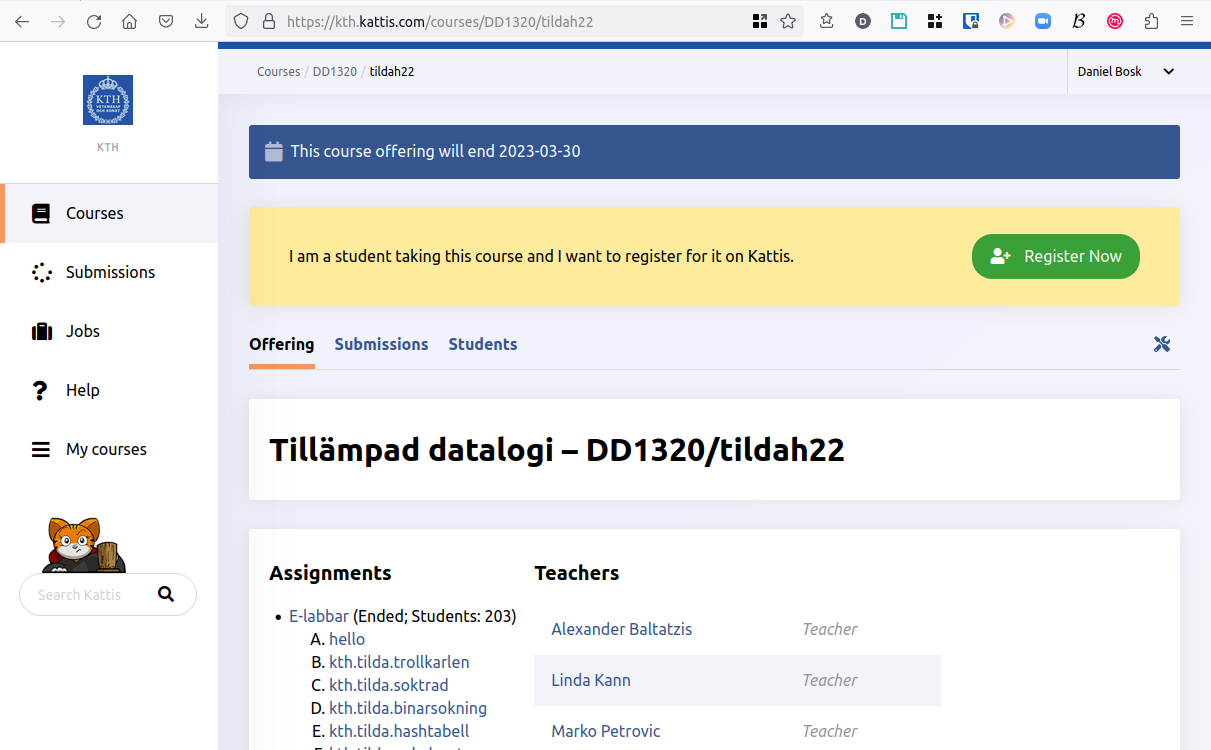 https://kth.kattis.com/courses/DD1320/tildah22
Courses / DD1320 / tildah22
Daniel Bosk
KTH
VETENSKAP
OCH KONST
KTH
This course offering will end 2023-03-30
Courses
I am a student taking this course and I want to register for it on Kattis.
Register Now
Submissions
Jobs
Help
My courses
Search Kattis
Offering Submissions Students
Tillämpad datalogi – DD1320/tildah22
Assignments
• E-labbar (Ended; Students: 203)
A. hello
B. kth.tilda.trollkarlen
C. kth.tilda.soktrad
D. kth.tilda.binarsokning
E. kth.tilda.hashtabell
Teachers
Alexander Baltatzis Teacher
Linda Kann Teacher
Marko Petrovic Teacher